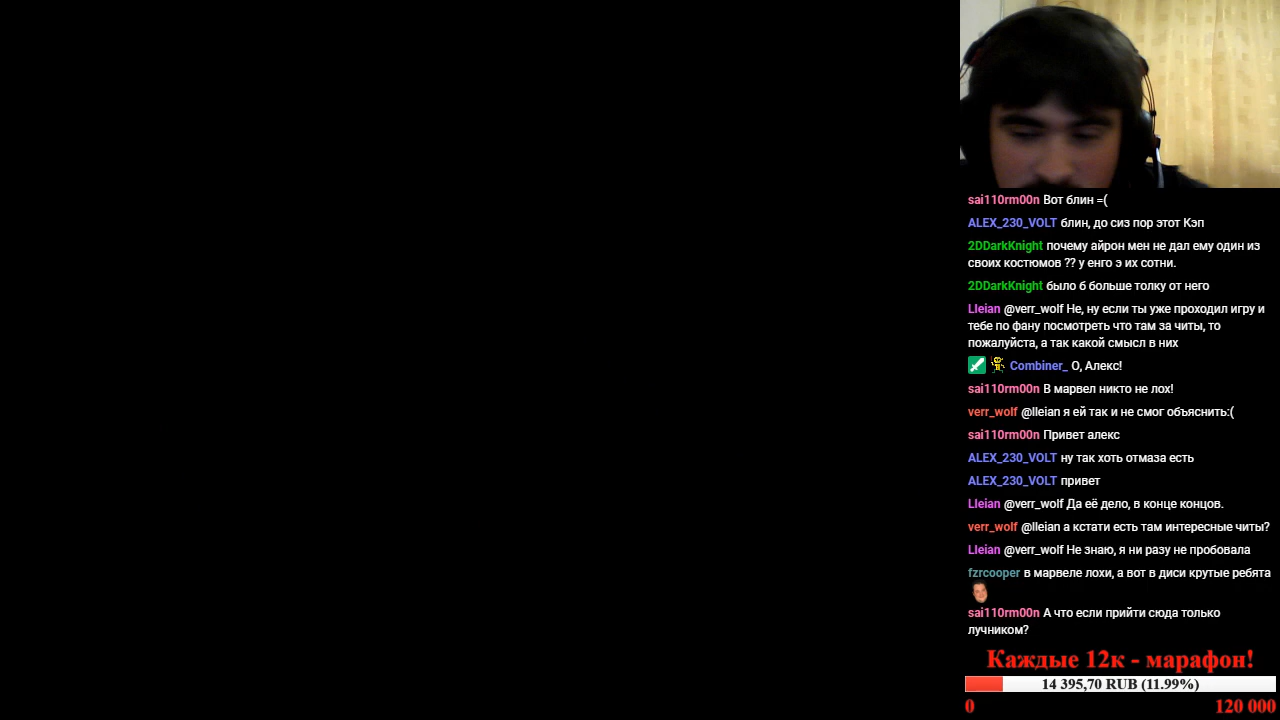 sai110rm00n Вот блин =(
ALEX_230_VOLT блин, до сиз пор этот Кэп
2DDarkKnight почему айрон мен не дал ему один из
своих костюмов ?? у енго э их сотни.
2DDarkKnight было б больше толку от него
Lleian @verr_wolf Не, ну если ты уже проходил игру и
тебе по фану посмотреть что там за читы, то
пожалуйста, а так какой смысл в них
Combiner_ О, Алекс!
sai110rm00n В марвел никто не лох!
verr_wolf @lleian я ей так и не смог объяснить:(
sai110rm00n Привет алекс
ALEX_230_VOLT ну так хоть отмаза есть
ALEX_230_VOLT привет
Lleian @verr_wolf Да её дело, в конце концов.
verr_wolf @lleian а кстати есть там интересные читы?
Lleian @verr_wolf Не знаю, я ни разу не пробовала
fzrcooper в марвеле лохи, а вот в диси крутые ребята
sai110rm00n А что если прийти сюда только
лучником?
Каждые 12к - марафон!
14 395,70 RUB (11.99%)
0 120 000